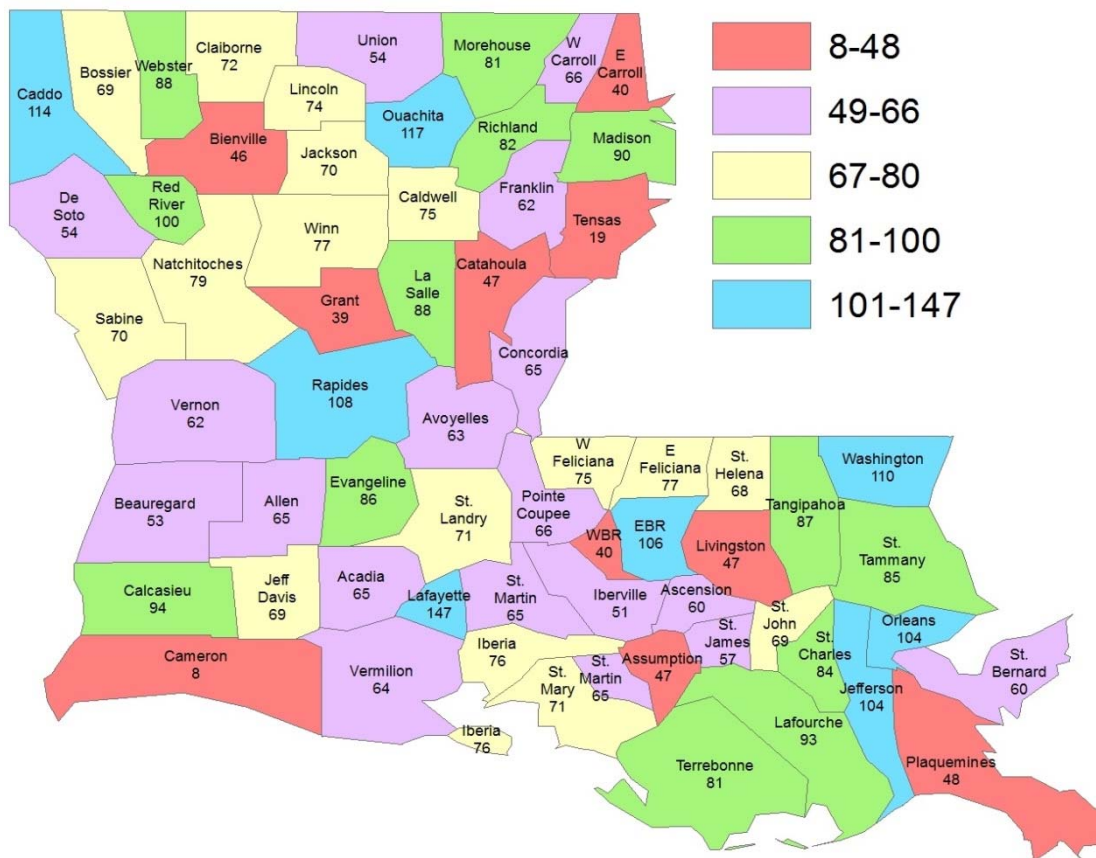 Caddo
114
Bossier
69
Webster
88
Claiborne
72
Lincoln
74
Union
54
Morehouse
81
W
Carroll
66
E
Carroll
40
Ouachita
117
Richland
82
Madison
90
Bienville
46
Jackson
70
De
Soto
54
Red
River
100
Caldwell
75
Franklin
62
Tensas
19
Winn
77
Natchitoches
79
Sabine
70
Grant
39
La
Salle
88
Catahoula
47
Concordia
65
Vernon
62
Rapides
108
Avoyelles
63
Beauregard
53
Allen
65
Evangeline
86
St.
Landry
71
Pointe
Coupee
66
W
Feliciana
75
E
Feliciana
77
St.
Helena
68
Tangipahoa
87
Washington
110
WBR
40
EBR
106
Livingston
47
St.
Tammany
85
Calcasieu
94
Jeff
Davis
69
Acadia
65
Lafayette
147
St.
Martin
65
Iberville
51
Ascension
60
St.
James
57
St.
John
69
St.
Charles
84
Orleans
104
Jefferson
104
St.
Bernard
60
Cameron
8
Vermilion
64
Iberia
76
St.
Mary
71
St.
Martin
65
Assumption
47
Iberia
76
Terrebonne
81
Lafourche
93
Plaquemines
48
8-48
49-66
67-80
81-100
101-147